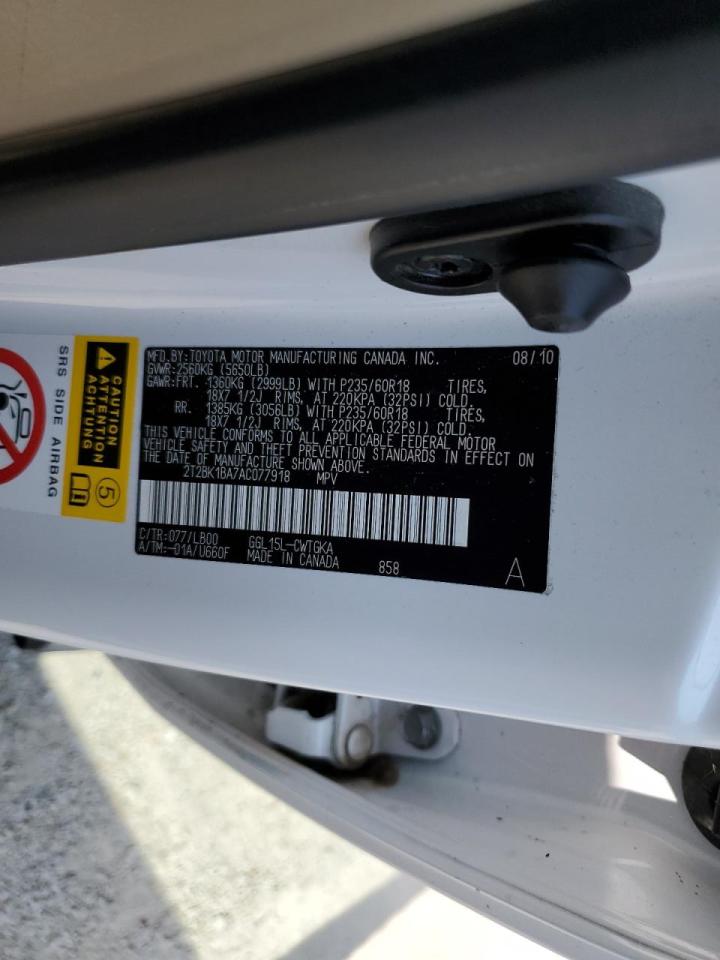 MFD.BY:TOYOTA MOTOR MANUFACTURING CANADA INC. 08/10
GVWR:2560KG (5650LB)
GAWR:FRT. 1360KG (2999LB) WITH P235/60R18 TIRES,
18X7 1/2J RIMS, AT 220KPA (32PSI) COLD.
RR. 1385KG (3056LB) WITH P235/60R18 TIRES,
18X7 1/2J RIMS, AT 220KPA (32PSI) COLD.
THIS VEHICLE CONFORMS TO ALL APPLICABLE FEDERAL MOTOR
VEHICLE SAFETY AND THEFT PREVENTION STANDARDS IN EFFECT ON
THE DATE OF MANUFACTURE SHOWN ABOVE.
2T2BK1BA7AC077918 MPV
C/TR:077/LB00 GGL15L-CWTGKA
A/TM:-01A/U660F MADE IN CANADA 858 A
SRS SIDE AIRBAG
CAUTION
ATTENTION
ACHTUNG
5